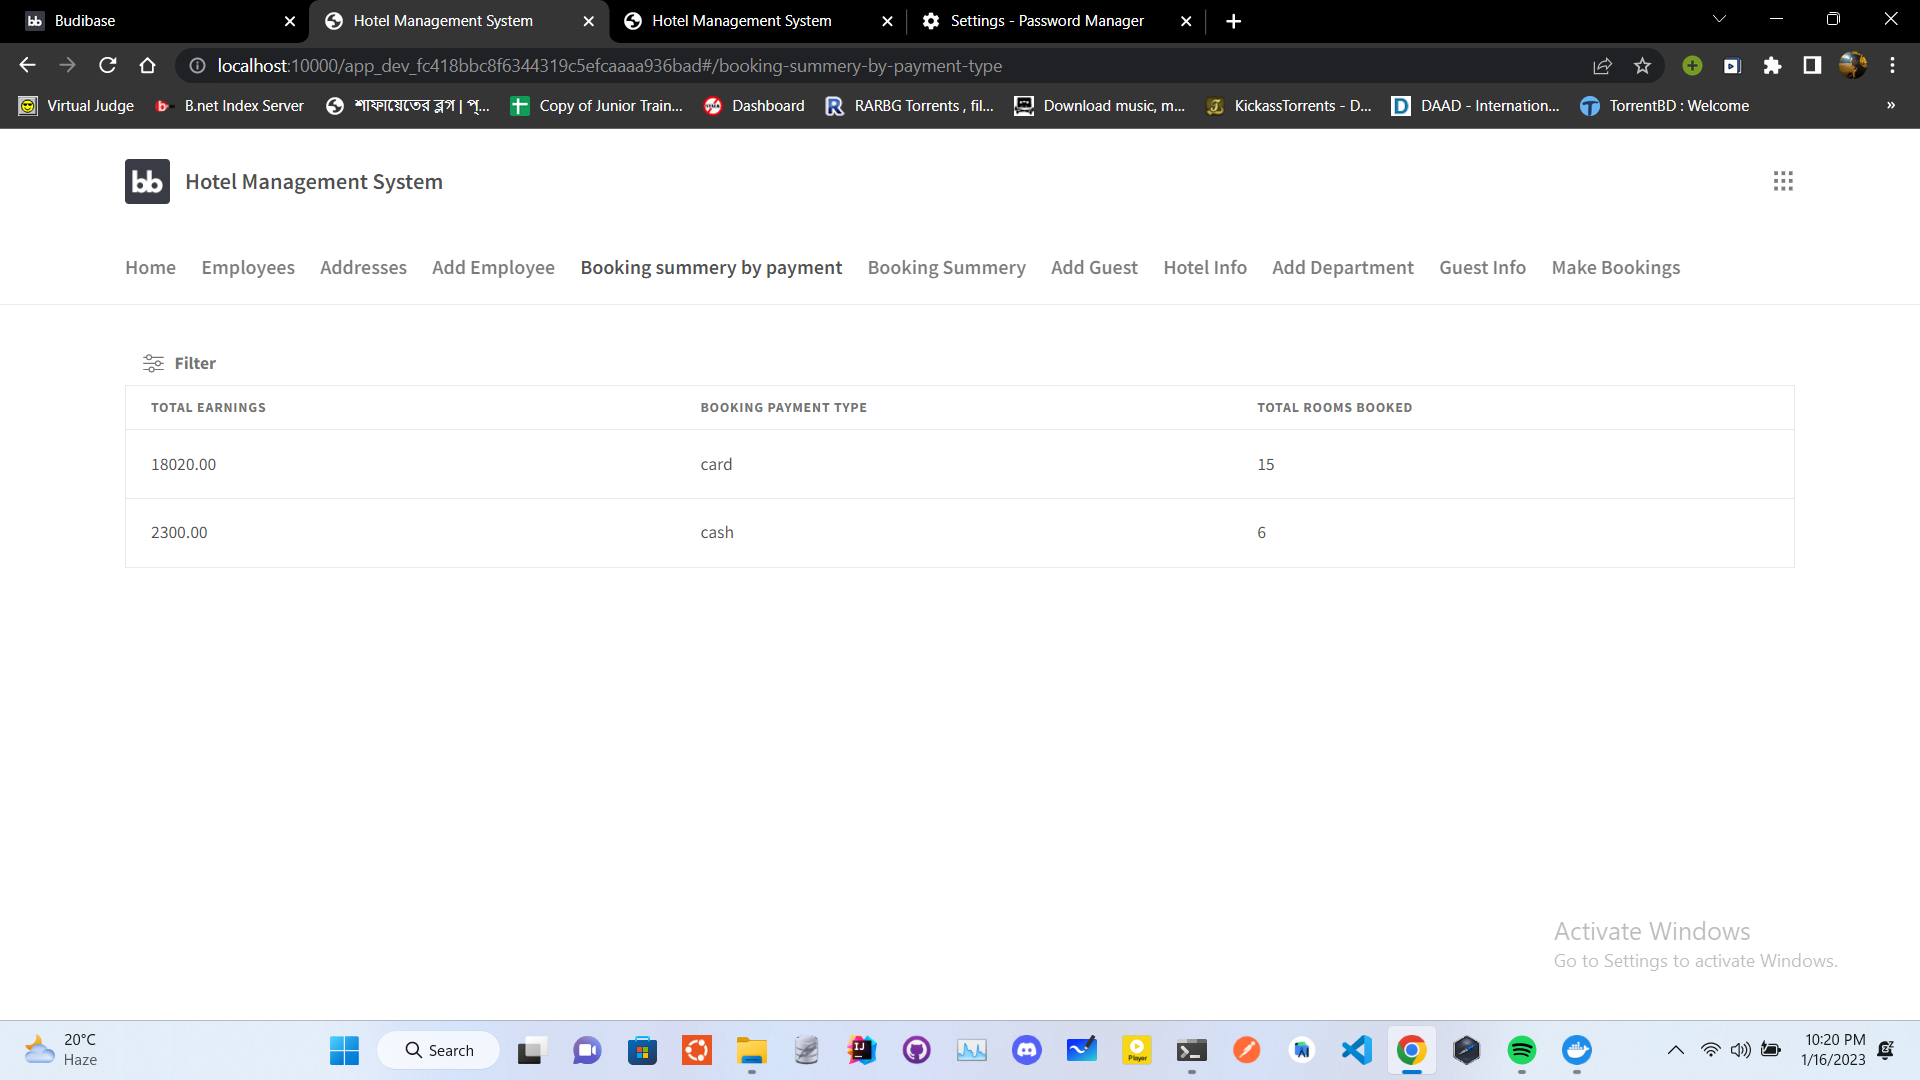 Budibase
Hotel Management System
Hotel Management System
Settings - Password Manager
localhost:10000/app_dev_fc418bbc8f6344319c5efcaaaa936bad#/booking-summery-by-payment-type
Virtual Judge
B.net Index Server
শাফায়েতের ব্লগ | প্...
Copy of Junior Train...
Dashboard
RARBG Torrents , fil...
Download music, m...
KickassTorrents - D...
DAAD - Internation...
TorrentBD : Welcome
»
bb Hotel Management System
Home Employees Addresses Add Employee Booking summery by payment Booking Summery Add Guest Hotel Info Add Department Guest Info Make Bookings
Filter
TOTAL EARNINGS BOOKING PAYMENT TYPE TOTAL ROOMS BOOKED
18020.00 card 15
2300.00 cash 6
Activate Windows
Go to Settings to activate Windows.
20°C
Haze
Search
10:20 PM
1/16/2023